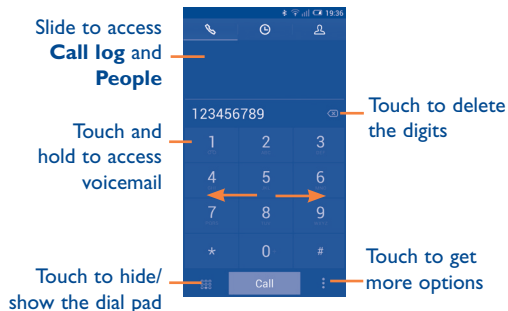 19:36
Slide to access
Call log and
People
123456789
Touch to delete
the digits
Touch and
hold to access
voicemail
1 2 3
4 5 6
7 8 9
* 0 #
Touch to hide/
show the dial pad
Call
Touch to get
more options